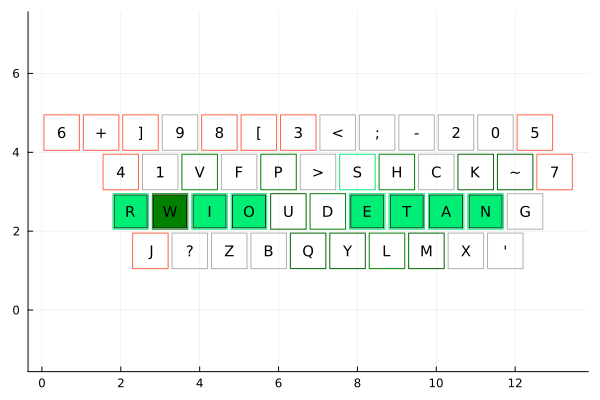 6
6 + ] 9 8 [ 3 < ; - 2 0 5
4
4 1 V F P > S H C K ~ 7
R W I O U D E T A N G
2
J ? Z B Q Y L M X '
0
0 2 4 6 8 10 12